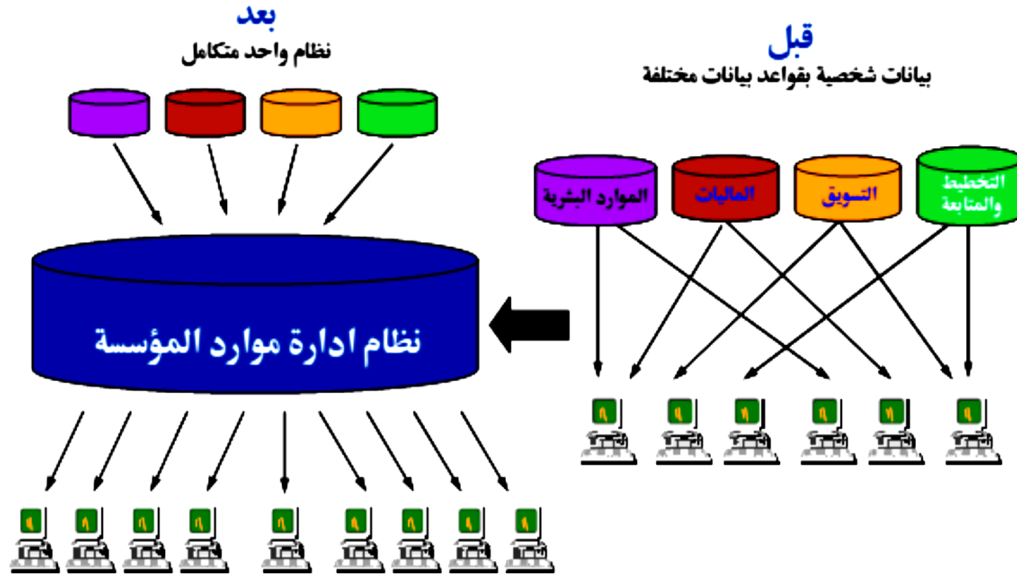 قبل
بيانات شخصية بقواعد بيانات مختلفة
التخطيط
والمتابعة
التسويق
الماليات
الموارد البشرية
بعد
نظام واحد متكامل
نظام ادارة موارد المؤسسة